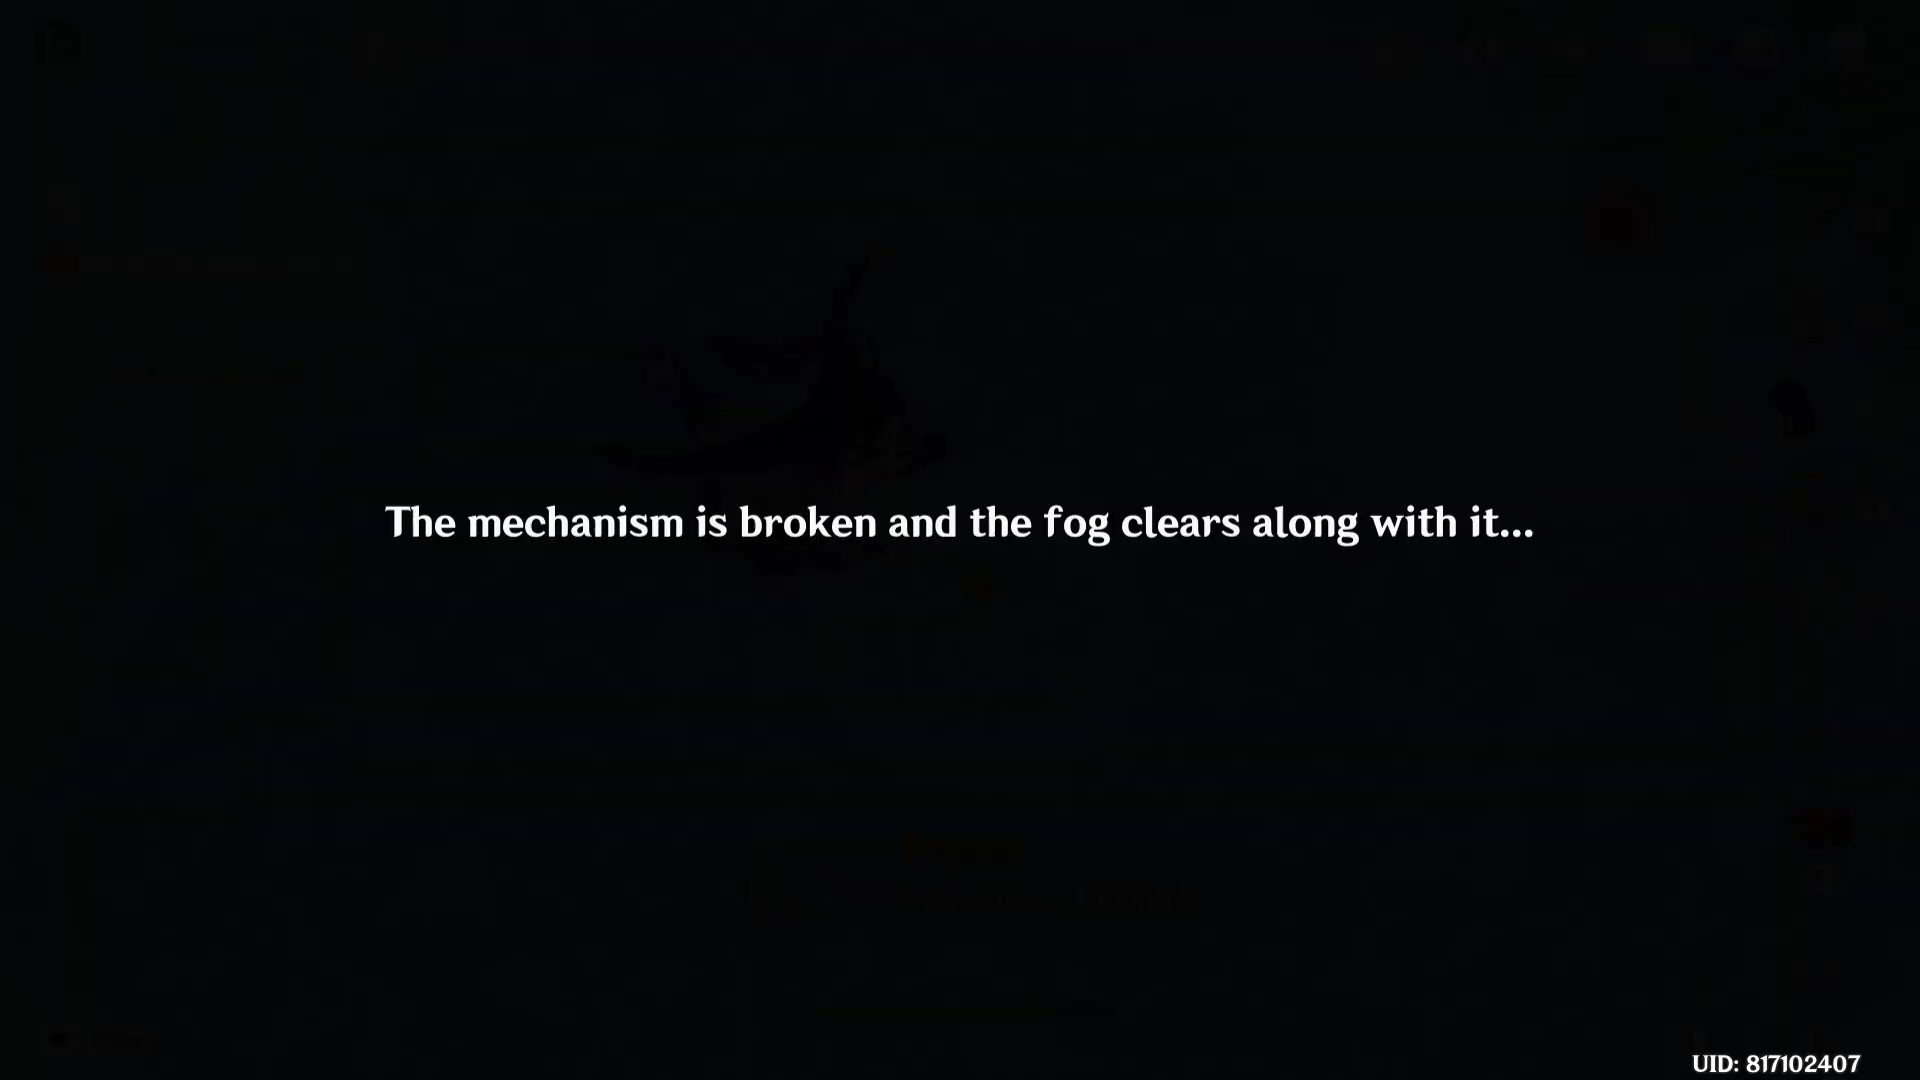 The mechanism is broken and the fog clears along with it...
UID: 817102407